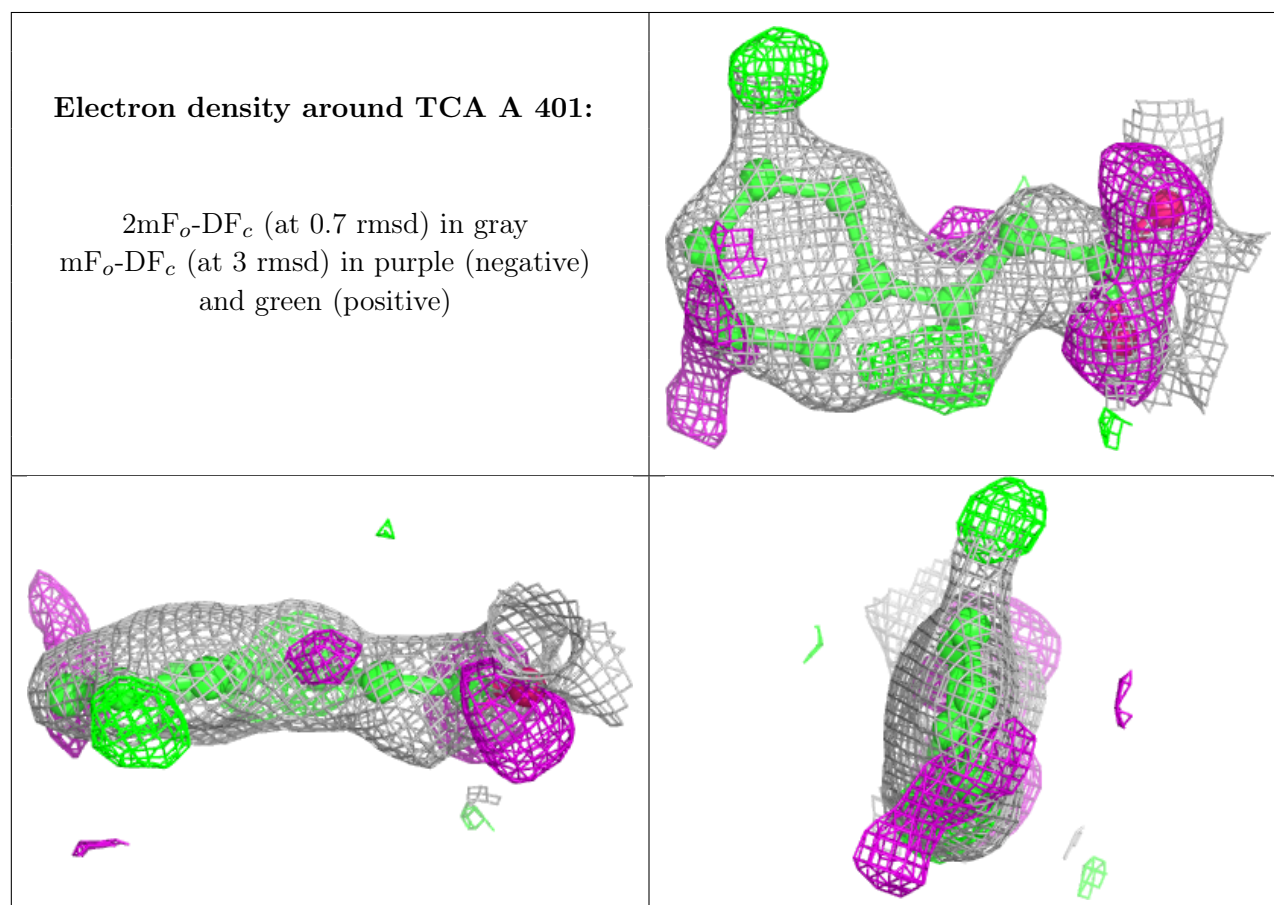 Electron density around TCA A 401:
2mFₒ-DF𝒸 (at 0.7 rmsd) in gray
mFₒ-DF𝒸 (at 3 rmsd) in purple (negative)
and green (positive)